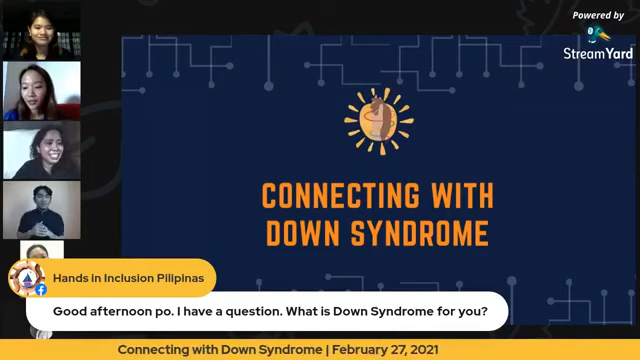 Powered by
StreamYard
CONNECTING WITH
DOWN SYNDROME
Hands in Inclusion Pilipinas
Good afternoon po. I have a question. What is Down Syndrome for you?
Connecting with Down Syndrome | February 27, 2021